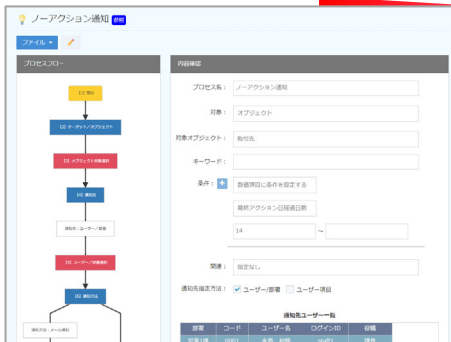 ノーアクション通知 参照
ファイル
プロセスフロー
[1] 開始
[2] ターゲット／オブジェクト
[3] オブジェクト対象選択
[4] 通知先
通知先：ユーザー／部署
[5] ユーザー／部署選択
[6] 通知方法
通知方法：メール通知
内容確認
プロセス名： ノーアクション通知
対象： オブジェクト
対象オブジェクト： 取引先
キーワード：
条件： + 数値項目に条件を設定する
最終アクション日経過日数
14 ～
関連： 指定なし
通知先指定方法： ユーザー/部署 ユーザー項目
通知先ユーザー一覧
部署 コード ユーザー名 ログインID 役職
営業1課 0001